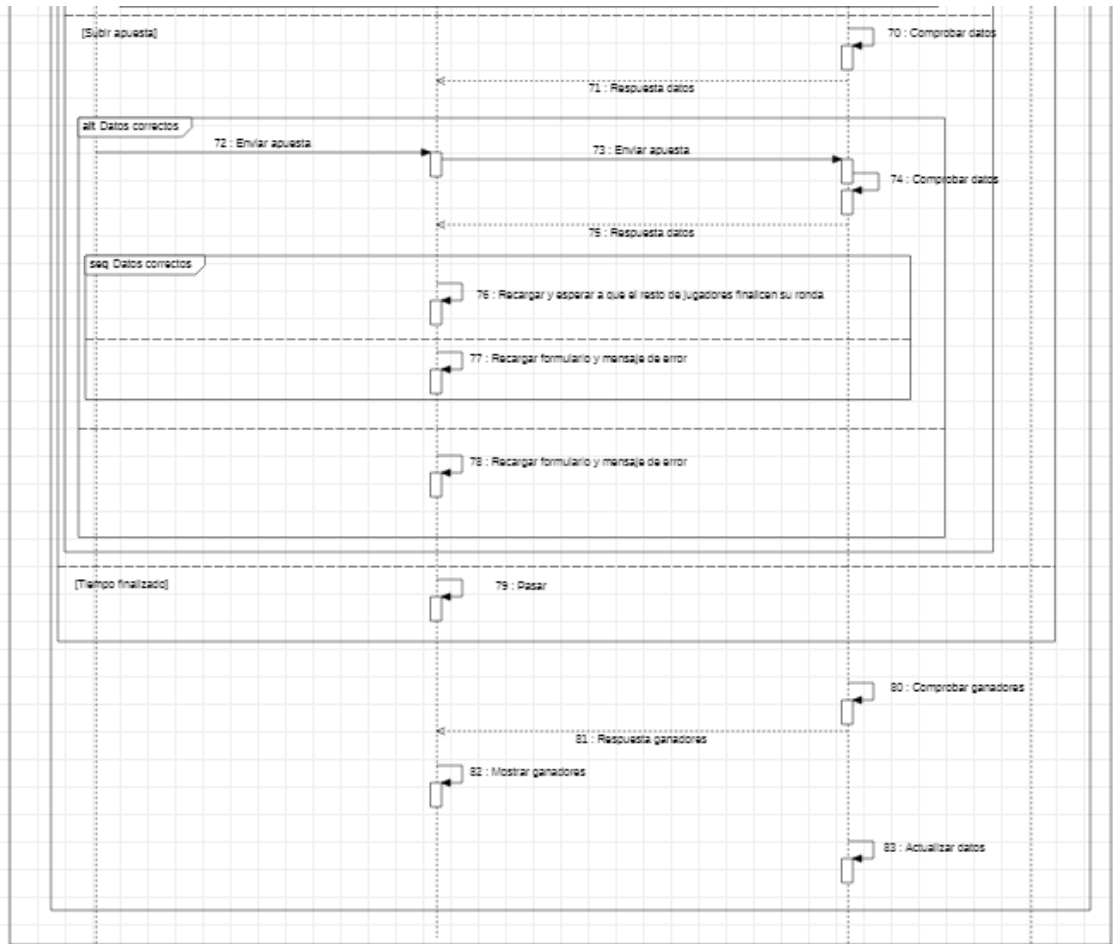 [Subir apuesta]
70 : Comprobar datos
71 : Respuesta datos
alt Datos correctos
72 : Enviar apuesta
73 : Enviar apuesta
74 : Comprobar datos
75 : Respuesta datos
seq Datos correctos
76 : Recargar y esperar a que el resto de jugadores finalicen su ronda
77 : Recargar formulario y mensaje de error
78 : Recargar formulario y mensaje de error
[Tiempo finalizado]
79 : Pasar
80 : Comprobar ganadores
81 : Respuesta ganadores
82 : Mostrar ganadores
83 : Actualizar datos